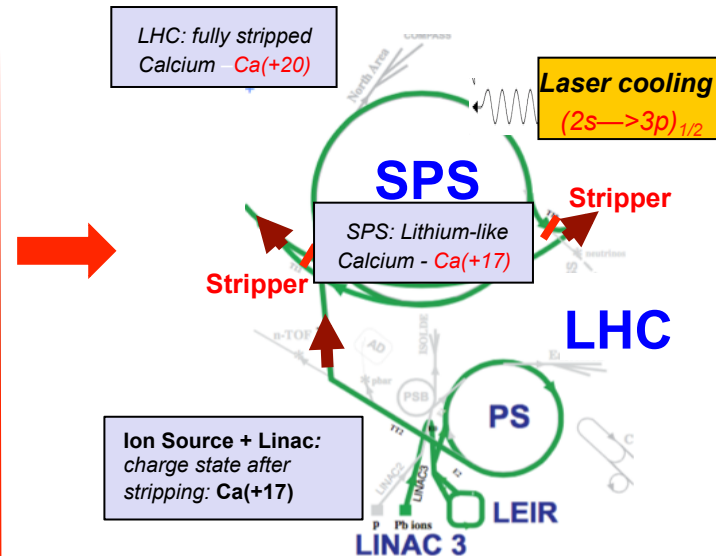 LHC: fully stripped
Calcium – Ca(+20)
COMPASS
North Area
Laser cooling
(2s—>3p)1/2
SPS
Stripper
SPS: Lithium-like
Calcium - Ca(+17)
neutrinos
Stripper
LHC
n-TOF
AD
ISOLDE
PSB
PS
TT2
E2
Ion Source + Linac:
charge state after
stripping: Ca(+17)
LINAC2
LINAC3
LEIR
p
Pb ions
LINAC 3